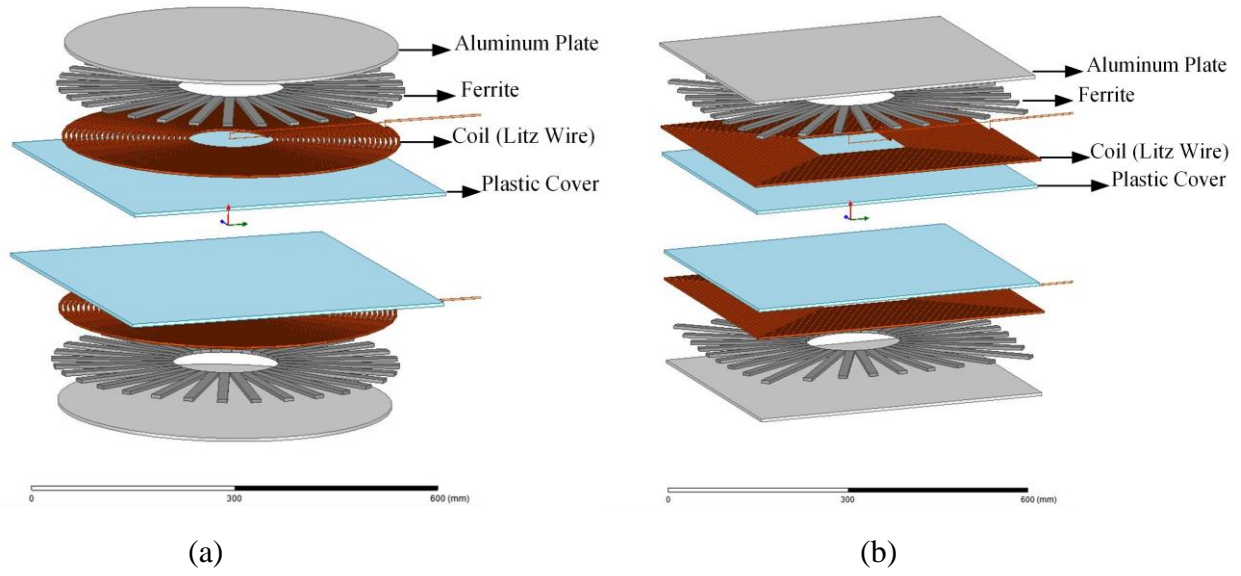 Aluminum Plate
Ferrite
Coil (Litz Wire)
Plastic Cover
0
300
600 (mm)
(a)
Aluminum Plate
Ferrite
Coil (Litz Wire)
Plastic Cover
0
300
600 (mm)
(b)